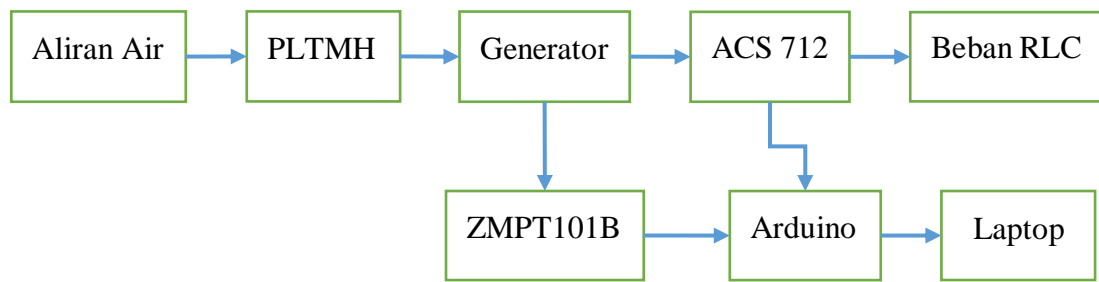 Aliran Air
PLTMH
Generator
ACS 712
Beban RLC
ZMPT101B
Arduino
Laptop